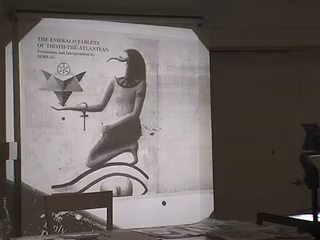 THE EMERALD TABLETS
OF THOTH-THE-ATLANTEAN
Translation and Interpretation by
DOREAL